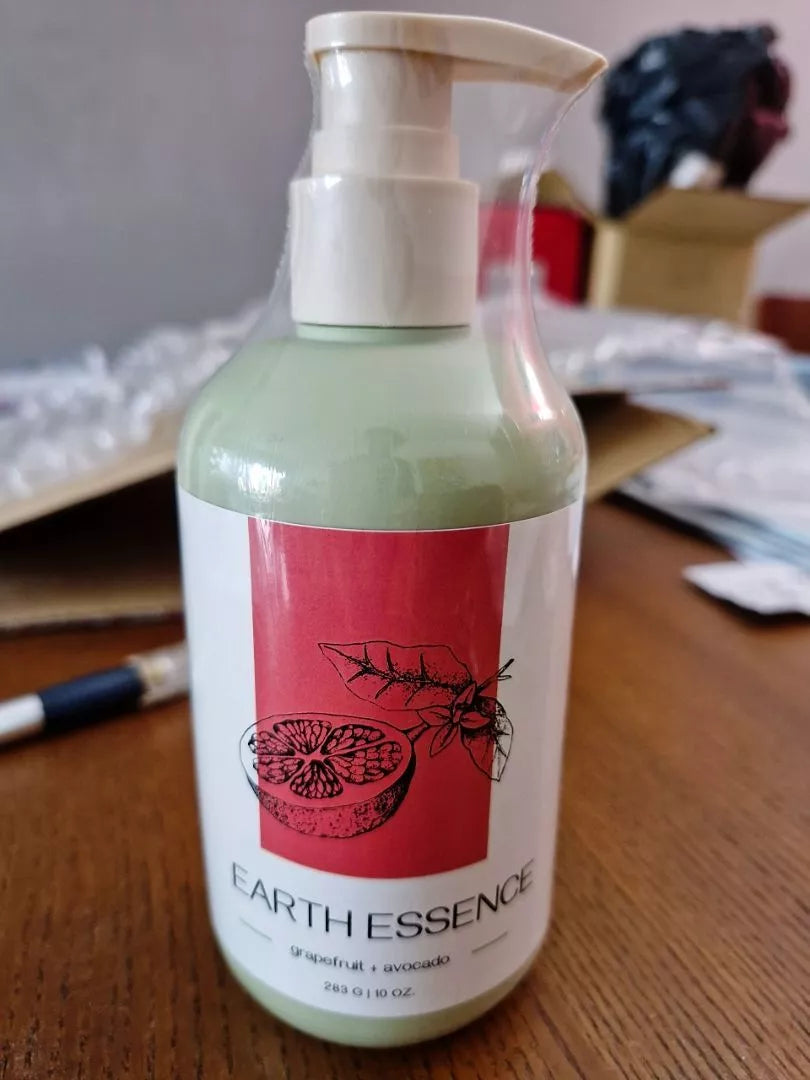 EARTH ESSENCE
grapefruit + avocado
283 G | 10 OZ.